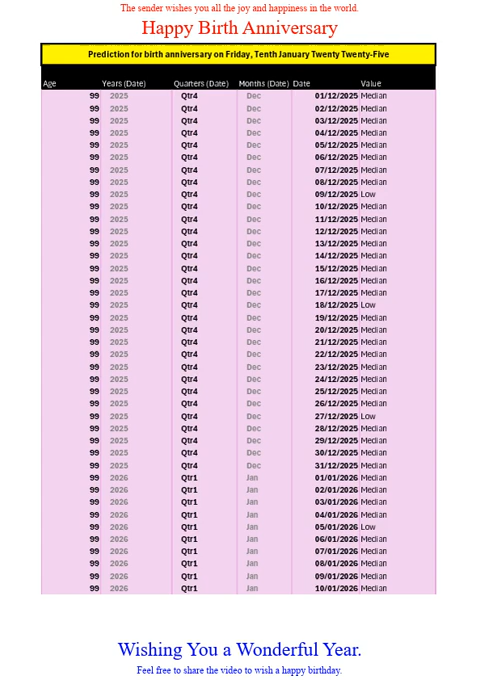 The sender wishes you all the joy and happiness in the world.
Happy Birth Anniversary
Prediction for birth anniversary on Friday, Tenth January Twenty Twenty-Five
Age Years (Date) Quarters (Date) Months (Date) Date Value
99 2025 Qtr4 Dec 01/12/2025 Median
99 2025 Qtr4 Dec 02/12/2025 Median
99 2025 Qtr4 Dec 03/12/2025 Median
99 2025 Qtr4 Dec 04/12/2025 Median
99 2025 Qtr4 Dec 05/12/2025 Median
99 2025 Qtr4 Dec 06/12/2025 Median
99 2025 Qtr4 Dec 07/12/2025 Median
99 2025 Qtr4 Dec 08/12/2025 Median
99 2025 Qtr4 Dec 09/12/2025 Low
99 2025 Qtr4 Dec 10/12/2025 Median
99 2025 Qtr4 Dec 11/12/2025 Median
99 2025 Qtr4 Dec 12/12/2025 Median
99 2025 Qtr4 Dec 13/12/2025 Median
99 2025 Qtr4 Dec 14/12/2025 Median
99 2025 Qtr4 Dec 15/12/2025 Median
99 2025 Qtr4 Dec 16/12/2025 Median
99 2025 Qtr4 Dec 17/12/2025 Median
99 2025 Qtr4 Dec 18/12/2025 Low
99 2025 Qtr4 Dec 19/12/2025 Median
99 2025 Qtr4 Dec 20/12/2025 Median
99 2025 Qtr4 Dec 21/12/2025 Median
99 2025 Qtr4 Dec 22/12/2025 Median
99 2025 Qtr4 Dec 23/12/2025 Median
99 2025 Qtr4 Dec 24/12/2025 Median
99 2025 Qtr4 Dec 25/12/2025 Median
99 2025 Qtr4 Dec 26/12/2025 Median
99 2025 Qtr4 Dec 27/12/2025 Low
99 2025 Qtr4 Dec 28/12/2025 Median
99 2025 Qtr4 Dec 29/12/2025 Median
99 2025 Qtr4 Dec 30/12/2025 Median
99 2025 Qtr4 Dec 31/12/2025 Median
99 2026 Qtr1 Jan 01/01/2026 Median
99 2026 Qtr1 Jan 02/01/2026 Median
99 2026 Qtr1 Jan 03/01/2026 Median
99 2026 Qtr1 Jan 04/01/2026 Median
99 2026 Qtr1 Jan 05/01/2026 Low
99 2026 Qtr1 Jan 06/01/2026 Median
99 2026 Qtr1 Jan 07/01/2026 Median
99 2026 Qtr1 Jan 08/01/2026 Median
99 2026 Qtr1 Jan 09/01/2026 Median
99 2026 Qtr1 Jan 10/01/2026 Median
Wishing You a Wonderful Year.
Feel free to share the video to wish a happy birthday.